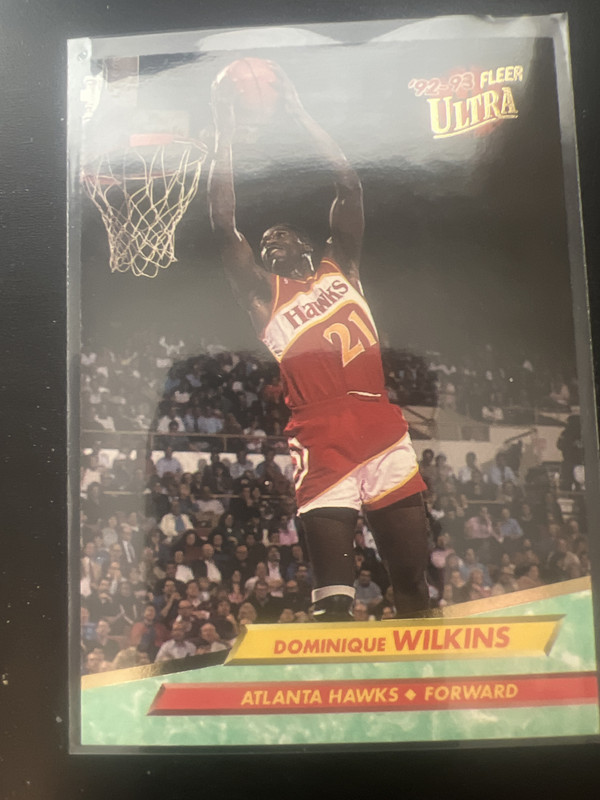 '92-93 FLEER
ULTRA
Hawks
21
DOMINIQUE WILKINS
ATLANTA HAWKS ◆ FORWARD